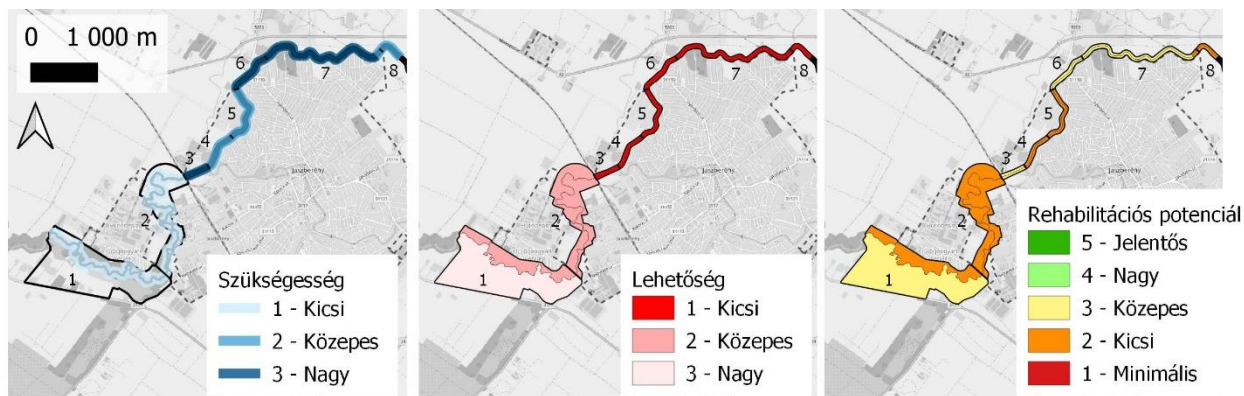 0 1 000 m
6
7
8
5
4
3
2
1
Szükségesség
1 - Kicsi
2 - Közepes
3 - Nagy
6
7
8
5
4
3
Jászberény
2
1
Lehetőség
1 - Kicsi
2 - Közepes
3 - Nagy
6
7
8
5
4
3
2
1
Rehabilitációs potenciál
5 - Jelentős
4 - Nagy
3 - Közepes
2 - Kicsi
1 - Minimális